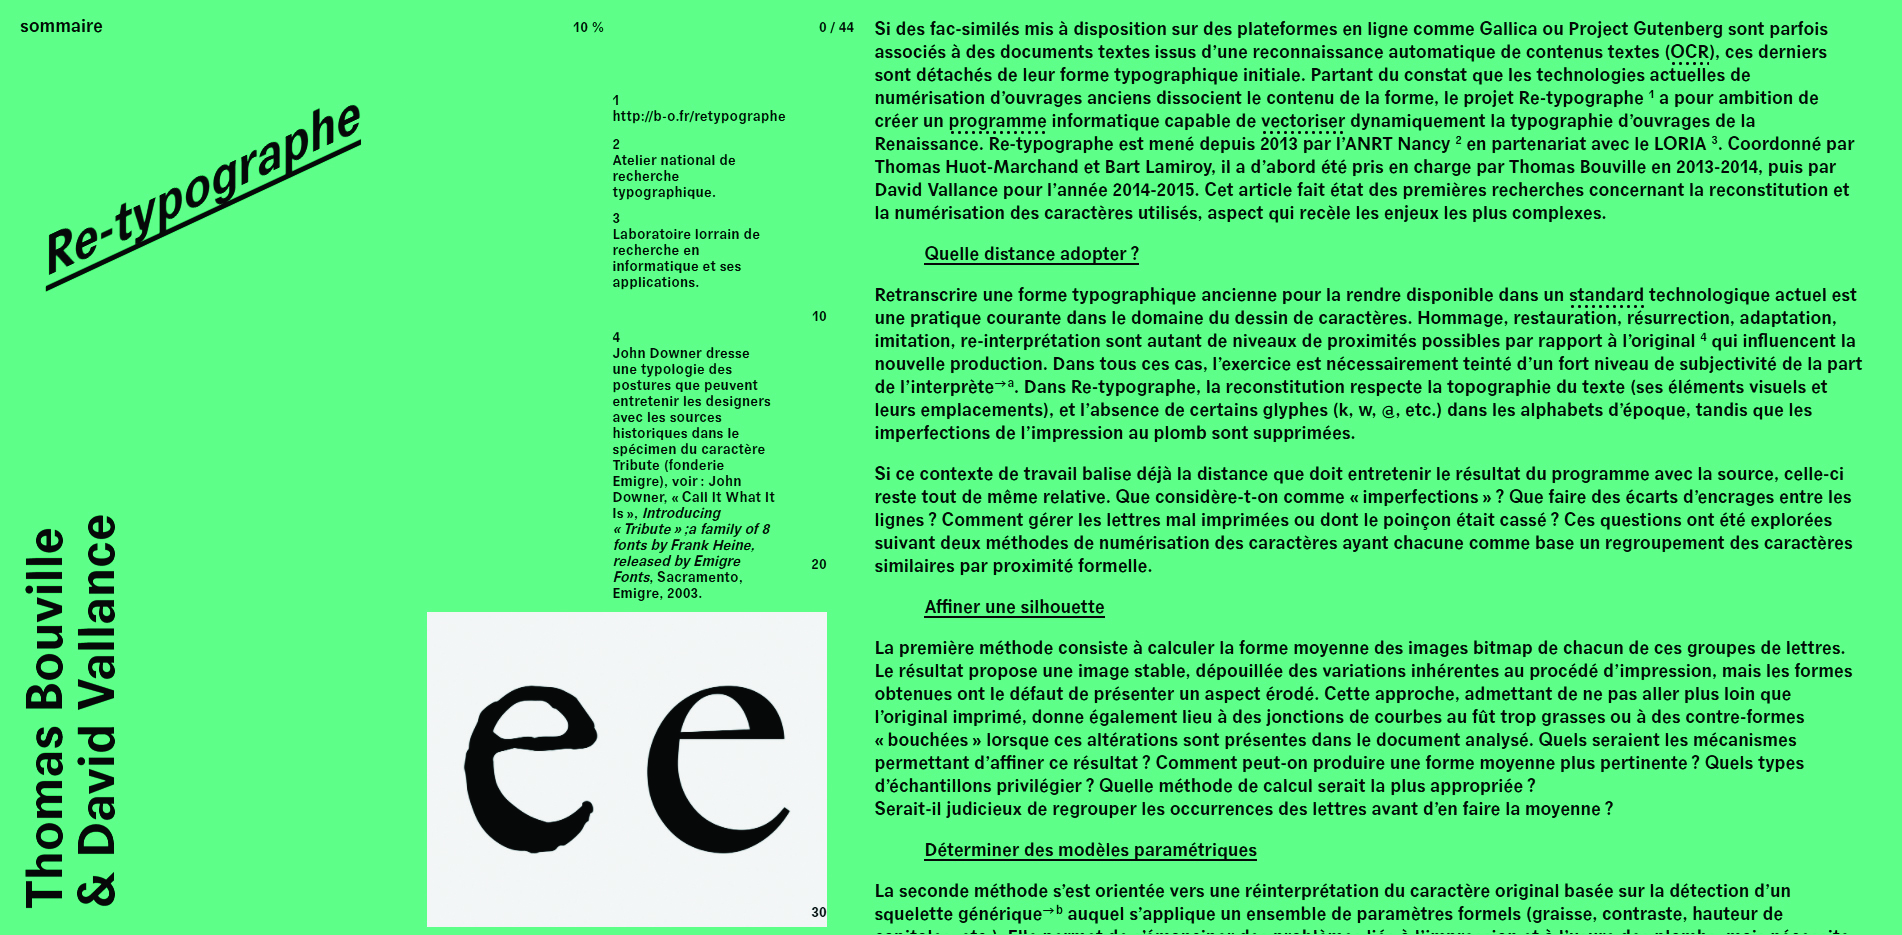 sommaire
10 %
0 / 44
Re-typographe
Thomas Bouville
& David Vallance
1
http://b-o.fr/retypographe
2
Atelier national de
recherche
typographique.
3
Laboratoire lorrain de
recherche en
informatique et ses
applications.
10
4
John Downer dresse
une typologie des
postures que peuvent
entretenir les designers
avec les sources
historiques dans le
spécimen du caractère
Tribute (fonderie
Emigre), voir : John
Downer, « Call It What It
Is », Introducing
« Tribute » ;a family of 8
fonts by Frank Heine,
released by Emigre
Fonts, Sacramento,
Emigre, 2003.
20
e e
30
Si des fac-similés mis à disposition sur des plateformes en ligne comme Gallica ou Project Gutenberg sont parfois
associés à des documents textes issus d’une reconnaissance automatique de contenus textes (OCR), ces derniers
sont détachés de leur forme typographique initiale. Partant du constat que les technologies actuelles de
numérisation d’ouvrages anciens dissocient le contenu de la forme, le projet Re-typographe ¹ a pour ambition de
créer un programme informatique capable de vectoriser dynamiquement la typographie d’ouvrages de la
Renaissance. Re-typographe est mené depuis 2013 par l’ANRT Nancy ² en partenariat avec le LORIA ³. Coordonné par
Thomas Huot-Marchand et Bart Lamiroy, il a d’abord été pris en charge par Thomas Bouville en 2013-2014, puis par
David Vallance pour l’année 2014-2015. Cet article fait état des premières recherches concernant la reconstitution et
la numérisation des caractères utilisés, aspect qui recèle les enjeux les plus complexes.
Quelle distance adopter ?
Retranscrire une forme typographique ancienne pour la rendre disponible dans un standard technologique actuel est
une pratique courante dans le domaine du dessin de caractères. Hommage, restauration, résurrection, adaptation,
imitation, re-interprétation sont autant de niveaux de proximités possibles par rapport à l’original ⁴ qui influencent la
nouvelle production. Dans tous ces cas, l’exercice est nécessairement teinté d’un fort niveau de subjectivité de la part
de l’interprète→a. Dans Re-typographe, la reconstitution respecte la topographie du texte (ses éléments visuels et
leurs emplacements), et l’absence de certains glyphes (k, w, @, etc.) dans les alphabets d’époque, tandis que les
imperfections de l’impression au plomb sont supprimées.
Si ce contexte de travail balise déjà la distance que doit entretenir le résultat du programme avec la source, celle-ci
reste tout de même relative. Que considère-t-on comme « imperfections » ? Que faire des écarts d’encrages entre les
lignes ? Comment gérer les lettres mal imprimées ou dont le poinçon était cassé ? Ces questions ont été explorées
suivant deux méthodes de numérisation des caractères ayant chacune comme base un regroupement des caractères
similaires par proximité formelle.
Affiner une silhouette
La première méthode consiste à calculer la forme moyenne des images bitmap de chacun de ces groupes de lettres.
Le résultat propose une image stable, dépouillée des variations inhérentes au procédé d’impression, mais les formes
obtenues ont le défaut de présenter un aspect érodé. Cette approche, admettant de ne pas aller plus loin que
l’original imprimé, donne également lieu à des jonctions de courbes au fût trop grasses ou à des contre-formes
« bouchées » lorsque ces altérations sont présentes dans le document analysé. Quels seraient les mécanismes
permettant d’affiner ce résultat ? Comment peut-on produire une forme moyenne plus pertinente ? Quels types
d’échantillons privilégier ? Quelle méthode de calcul serait la plus appropriée ?
Serait-il judicieux de regrouper les occurrences des lettres avant d’en faire la moyenne ?
Déterminer des modèles paramétriques
La seconde méthode s’est orientée vers une réinterprétation du caractère original basée sur la détection d’un
squelette générique→b auquel s’applique un ensemble de paramètres formels (graisse, contraste, hauteur de